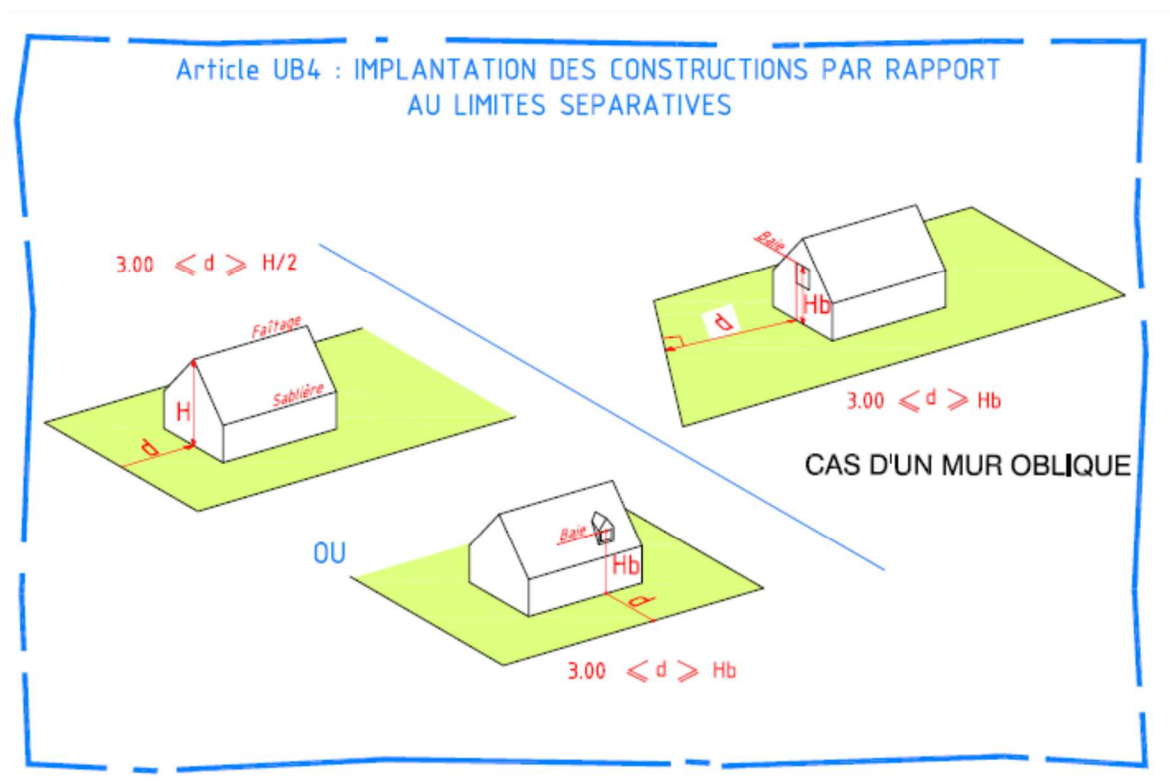 Article UB4 : IMPLANTATION DES CONSTRUCTIONS PAR RAPPORT
AU LIMITES SEPARATIVES
3.00 ⩽ d ⩾ H/2
Faîtage
Sablière
H
d
Baie
Hb
d
3.00 ⩽ d ⩾ Hb
CAS D'UN MUR OBLIQUE
OU
Baie
Hb
d
3.00 ⩽ d ⩾ Hb